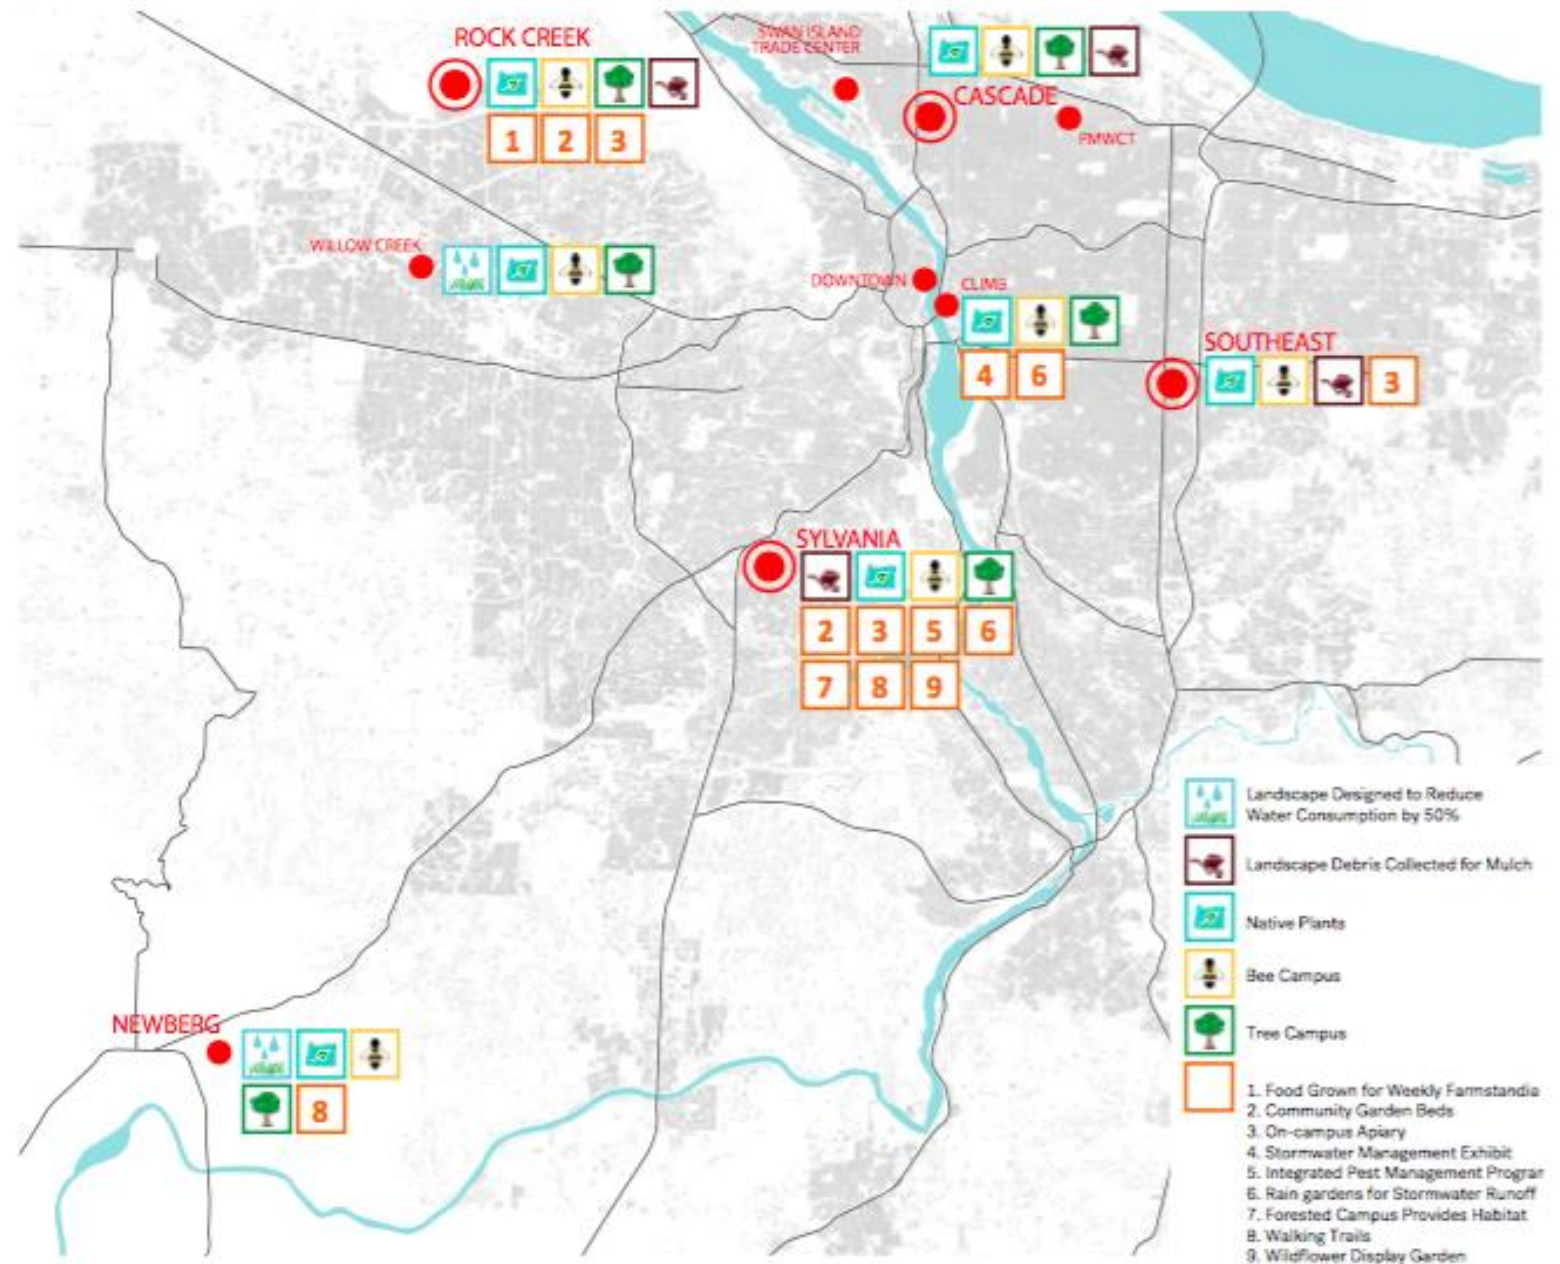 ROCK CREEK
1 2 3
SWAN ISLAND
TRADE CENTER
CASCADE
PMWCT
WILLOW CREEK
DOWNTOWN
CLIMB
4 6
SOUTHEAST
3
SYLVANIA
2 3 5 6
7 8 9
NEWBERG
8
Landscape Designed to Reduce
Water Consumption by 50%
Landscape Debris Collected for Mulch
Native Plants
Bee Campus
Tree Campus
1. Food Grown for Weekly Farmstandia
2. Community Garden Beds
3. On-campus Apiary
4. Stormwater Management Exhibit
5. Integrated Pest Management Progran
6. Rain gardens for Stormwater Runoff
7. Forested Campus Provides Habitat
8. Walking Trails
9. Wildflower Display Garden